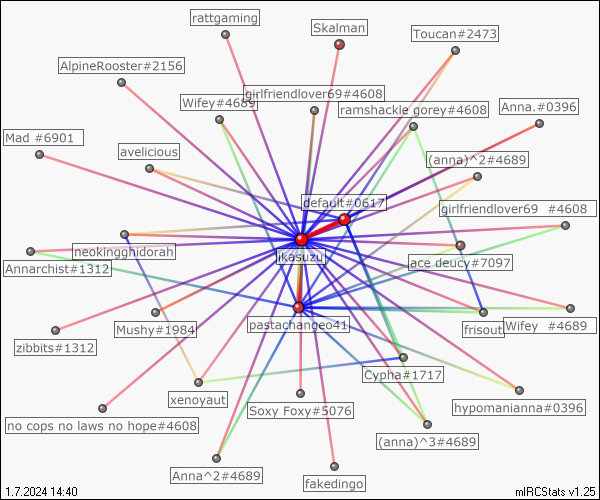 rattgaming
Skalman
Toucan#2473
AlpineRooster#2156
girlfriendlover69#4608
Wifey#4689
ramshackle gorey#4608
Anna.#0396
Mad #6901
avelicious
(anna)^2#4689
default#0617
girlfriendlover69 #4608
neokingghidorah
ikasuzu
ace deucy#7097
Annarchist#1312
Mushy#1984
pastachangeo41
frisout
Wifey #4689
zibbits#1312
Cypha#1717
xenoyaut
Soxy Foxy#5076
hypomanianna#0396
no cops no laws no hope#4608
(anna)^3#4689
Anna^2#4689
fakedingo
1.7.2024 14:40
mIRCStats v1.25